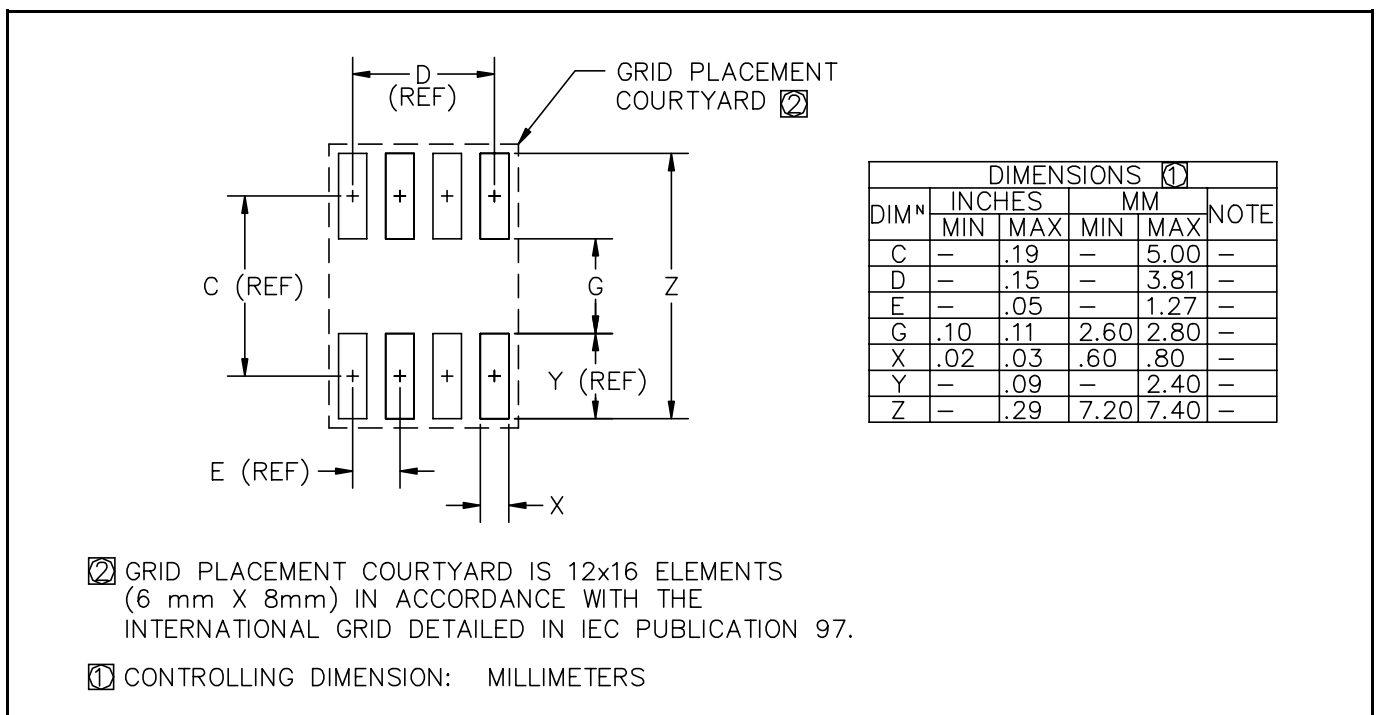 D
(REF)
GRID PLACEMENT
COURTYARD ②
C (REF)
G
Z
Y (REF)
E (REF)
X
DIMENSIONS ①
DIMᴺ INCHES MM NOTE
MIN MAX MIN MAX
C – .19 – 5.00 –
D – .15 – 3.81 –
E – .05 – 1.27 –
G .10 .11 2.60 2.80 –
X .02 .03 .60 .80 –
Y – .09 – 2.40 –
Z – .29 7.20 7.40 –
② GRID PLACEMENT COURTYARD IS 12x16 ELEMENTS
(6 mm X 8mm) IN ACCORDANCE WITH THE
INTERNATIONAL GRID DETAILED IN IEC PUBLICATION 97.
① CONTROLLING DIMENSION: MILLIMETERS